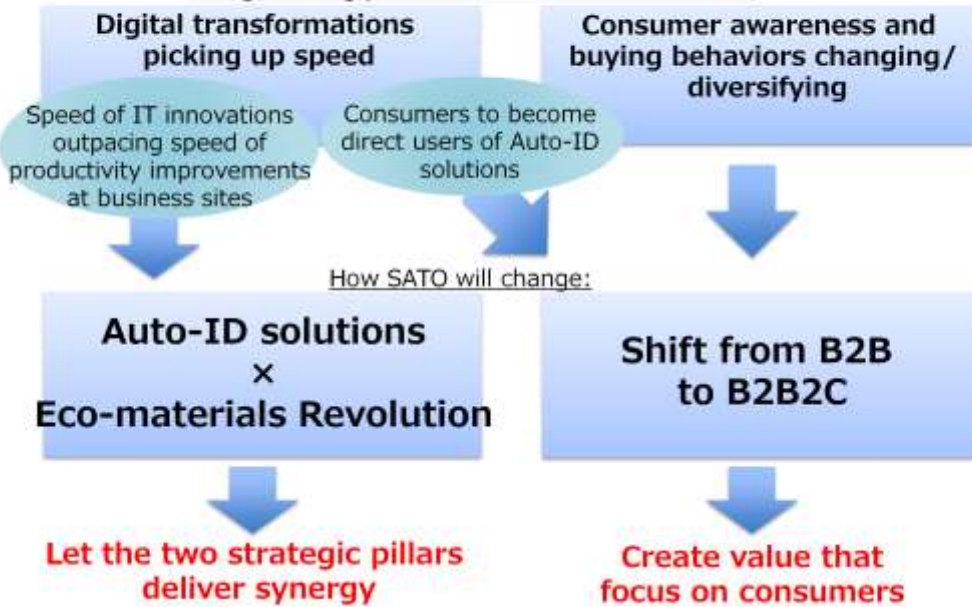 Digital transformations
picking up speed
Consumer awareness and
buying behaviors changing/
diversifying
Speed of IT innovations
outpacing speed of
productivity improvements
at business sites
Consumers to become
direct users of Auto-ID
solutions
How SATO will change:
Auto-ID solutions
×
Eco-materials Revolution
Shift from B2B
to B2B2C
Let the two strategic pillars
deliver synergy
Create value that
focus on consumers